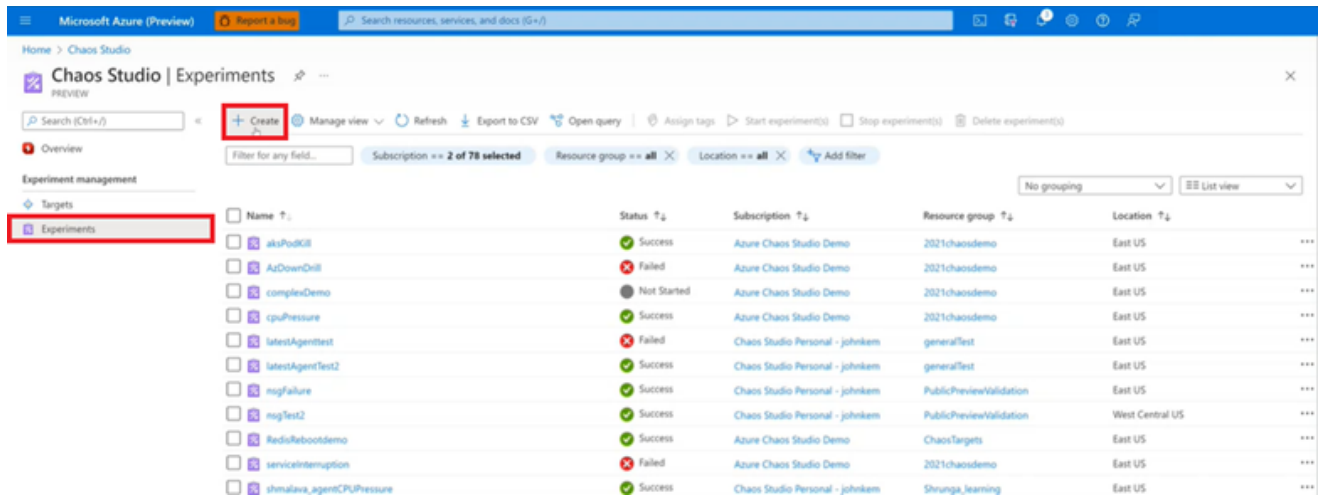 Microsoft Azure (Preview) Report a bug Search resources, services, and docs (G+/)
Home > Chaos Studio
Chaos Studio | Experiments
PREVIEW
Search (Ctrl+/) « + Create Manage view Refresh Export to CSV Open query Assign tags Start experiment(s) Stop experiment(s) Delete experiment(s)
Overview
Filter for any field... Subscription == 2 of 78 selected Resource group == all Location == all Add filter
Experiment management
Targets
No grouping List view
Experiments
Name Status Subscription Resource group Location
aksPodKill Success Azure Chaos Studio Demo 2021chaosdemo East US
AzDownDrill Failed Azure Chaos Studio Demo 2021chaosdemo East US
complexDemo Not Started Azure Chaos Studio Demo 2021chaosdemo East US
cpuPressure Success Azure Chaos Studio Demo 2021chaosdemo East US
latestAgenttest Failed Chaos Studio Personal - johnkem generalTest East US
latestAgentTest2 Success Chaos Studio Personal - johnkem generalTest East US
nsgFailure Success Chaos Studio Personal - johnkem PublicPreviewValidation East US
nsgTest2 Success Chaos Studio Personal - johnkem PublicPreviewValidation West Central US
RedisRebootdemo Success Azure Chaos Studio Demo ChaosTargets East US
serviceInterruption Failed Azure Chaos Studio Demo 2021chaosdemo East US
shmalava_agentCPUPressure Success Chaos Studio Personal - johnkem Shrunga_learning East US